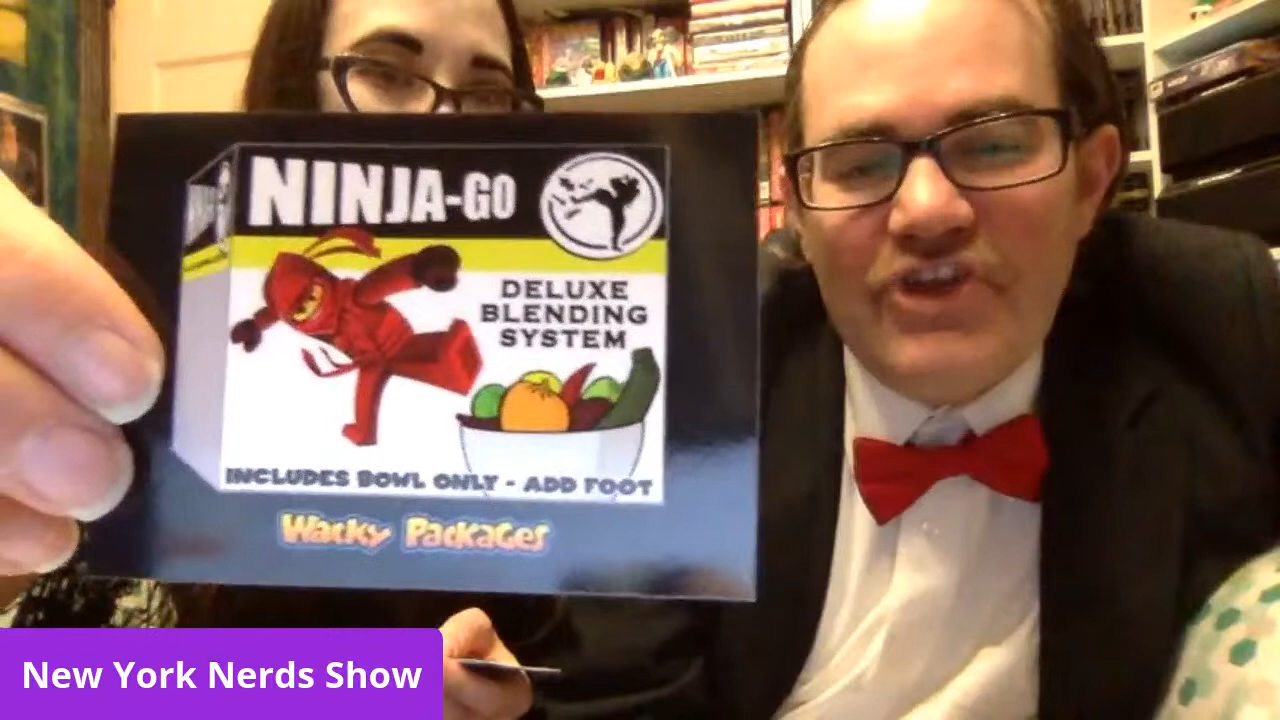 NINJA-GO
DELUXE
BLENDING
SYSTEM
INCLUDES BOWL ONLY - ADD FOOT
Wacky Packages
New York Nerds Show